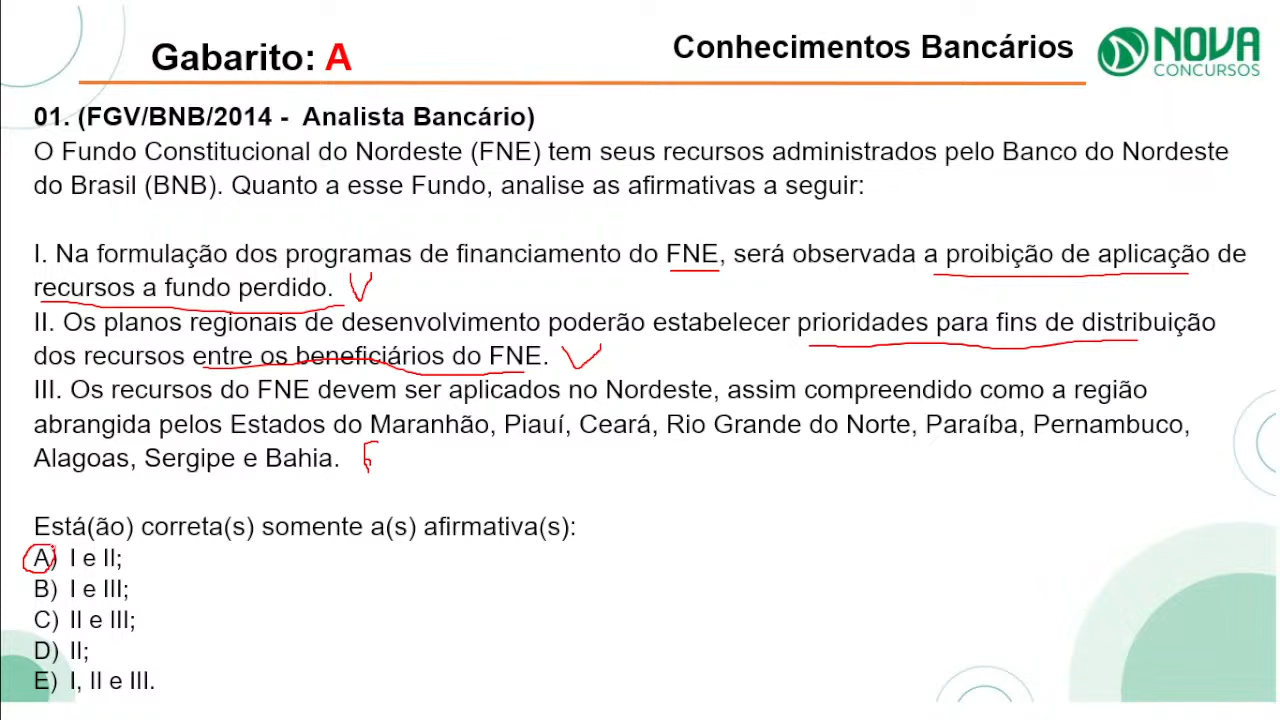 Gabarito: A
Conhecimentos Bancários
NOVA
CONCURSOS
01. (FGV/BNB/2014 - Analista Bancário)
O Fundo Constitucional do Nordeste (FNE) tem seus recursos administrados pelo Banco do Nordeste
do Brasil (BNB). Quanto a esse Fundo, analise as afirmativas a seguir:
I. Na formulação dos programas de financiamento do FNE, será observada a proibição de aplicação de
recursos a fundo perdido. V
II. Os planos regionais de desenvolvimento poderão estabelecer prioridades para fins de distribuição
dos recursos entre os beneficiários do FNE. V
III. Os recursos do FNE devem ser aplicados no Nordeste, assim compreendido como a região
abrangida pelos Estados do Maranhão, Piauí, Ceará, Rio Grande do Norte, Paraíba, Pernambuco,
Alagoas, Sergipe e Bahia. F
Está(ão) correta(s) somente a(s) afirmativa(s):
A) I e II;
B) I e III;
C) II e III;
D) II;
E) I, II e III.